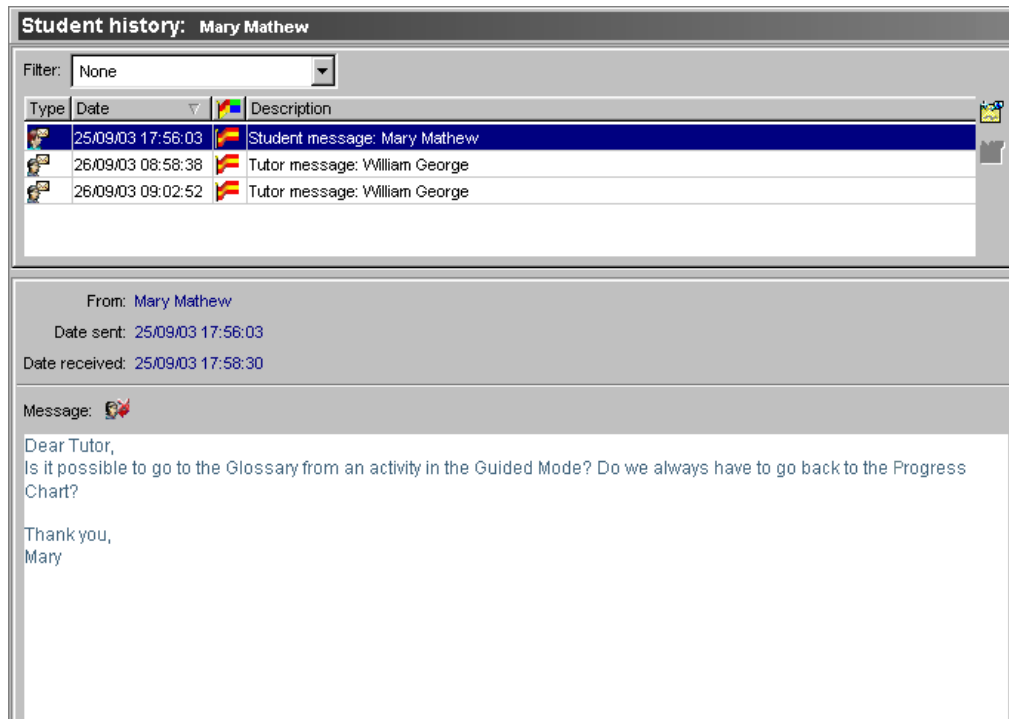 Student history: Mary Mathew
Filter: None
Type Date Description
25/09/03 17:56:03 Student message: Mary Mathew
26/09/03 08:58:38 Tutor message: William George
26/09/03 09:02:52 Tutor message: William George
From: Mary Mathew
Date sent: 25/09/03 17:56:03
Date received: 25/09/03 17:58:30
Message:
Dear Tutor,
Is it possible to go to the Glossary from an activity in the Guided Mode? Do we always have to go back to the Progress
Chart?
Thank you,
Mary